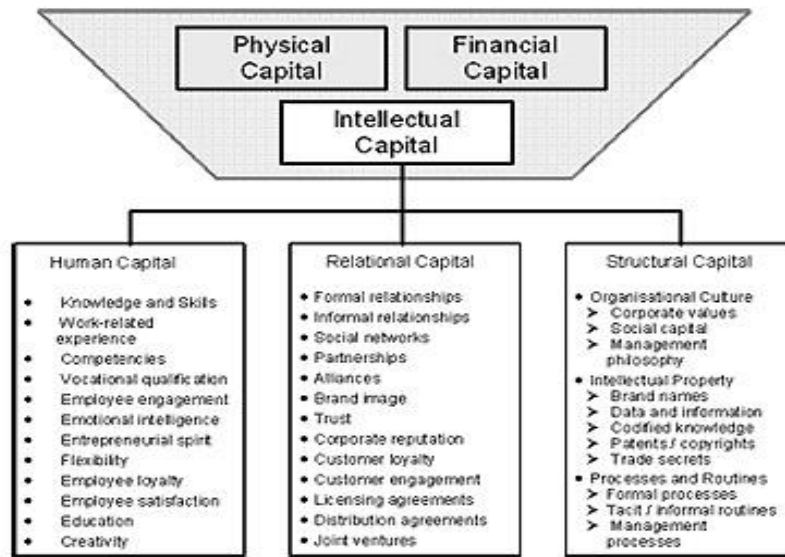 Physical
Capital
Financial
Capital
Intellectual
Capital
Human Capital
• Knowledge and Skills
• Work-related
experience
• Competencies
• Vocational qualification
• Employee engagement
• Emotional intelligence
• Entrepreneurial spirit
• Flexibility
• Employee loyalty
• Employee satisfaction
• Education
• Creativity
Relational Capital
• Formal relationships
• Informal relationships
• Social networks
• Partnerships
• Alliances
• Brand image
• Trust
• Corporate reputation
• Customer loyalty
• Customer engagement
• Licensing agreements
• Distribution agreements
• Joint ventures
Structural Capital
• Organisational Culture
➤ Corporate values
➤ Social capital
➤ Management
philosophy
• Intellectual Property
➤ Brand names
➤ Data and information
➤ Codified knowledge
➤ Patents / copyrights
➤ Trade secrets
• Processes and Routines
➤ Formal processes
➤ Tacit / informal routines
➤ Management
processes